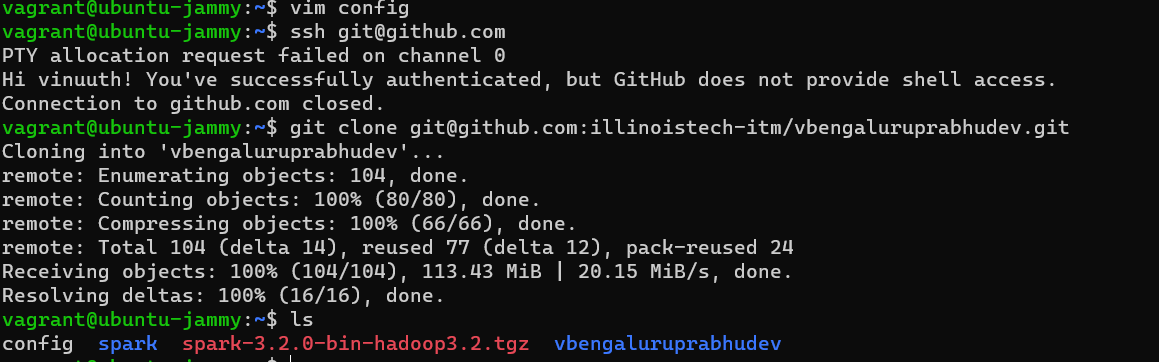 vagrant@ubuntu-jammy:~$ vim config
vagrant@ubuntu-jammy:~$ ssh git@github.com
PTY allocation request failed on channel 0
Hi vinuuth! You've successfully authenticated, but GitHub does not provide shell access.
Connection to github.com closed.
vagrant@ubuntu-jammy:~$ git clone git@github.com:illinoistech-itm/vbengaluruprabhudev.git
Cloning into 'vbengaluruprabhudev'...
remote: Enumerating objects: 104, done.
remote: Counting objects: 100% (80/80), done.
remote: Compressing objects: 100% (66/66), done.
remote: Total 104 (delta 14), reused 77 (delta 12), pack-reused 24
Receiving objects: 100% (104/104), 113.43 MiB | 20.15 MiB/s, done.
Resolving deltas: 100% (16/16), done.
vagrant@ubuntu-jammy:~$ ls
config  spark  spark-3.2.0-bin-hadoop3.2.tgz  vbengaluruprabhudev
vagrant@ubuntu-jammy:~$